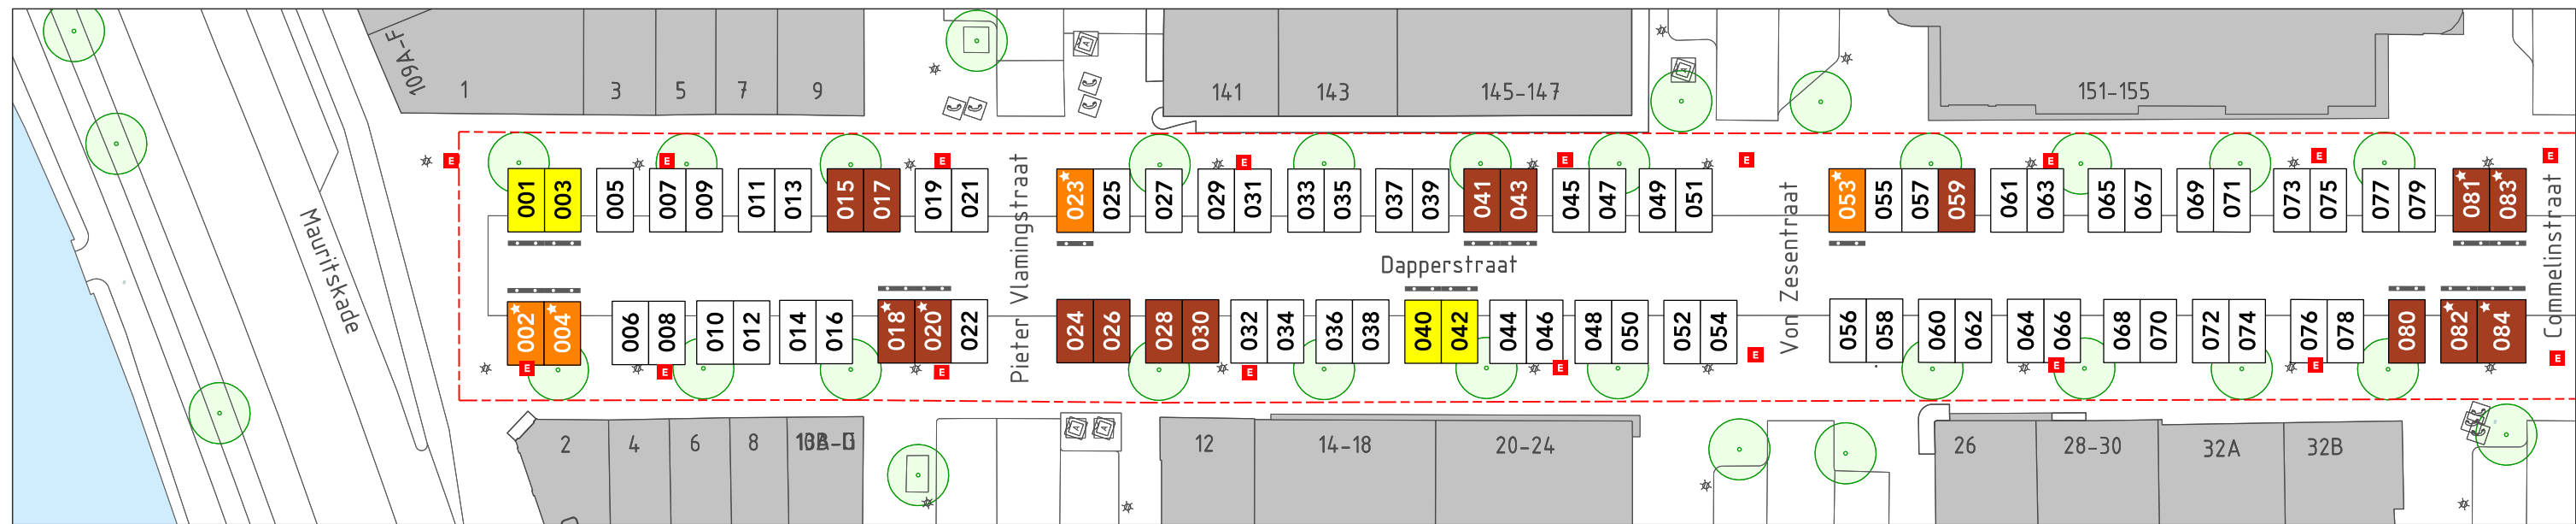 109A-F
1 3 5 7 9 141 143 145-147 151-155
E E E E E E E E
001 003 005 007 009 011 013 015 017 019 021 023 025 027 029 031 033 035 037 039 041 043 045 047 049 051 053 055 057 059 061 063 065 067 069 071 073 075 077 079 081 083
Mauritskade
Pieter Vlamingstraat
Dapperstraat
Von Zesentraat
Commelinstraat
002 004 006 008 010 012 014 016 018 020 022 024 026 028 030 032 034 036 038 040 042 044 046 048 050 052 054 056 058 060 062 064 066 068 070 072 074 076 078 080 082 084
E E E E E E E E E
2 4 6 8 12 14-18 20-24 26 28-30 32A 32B